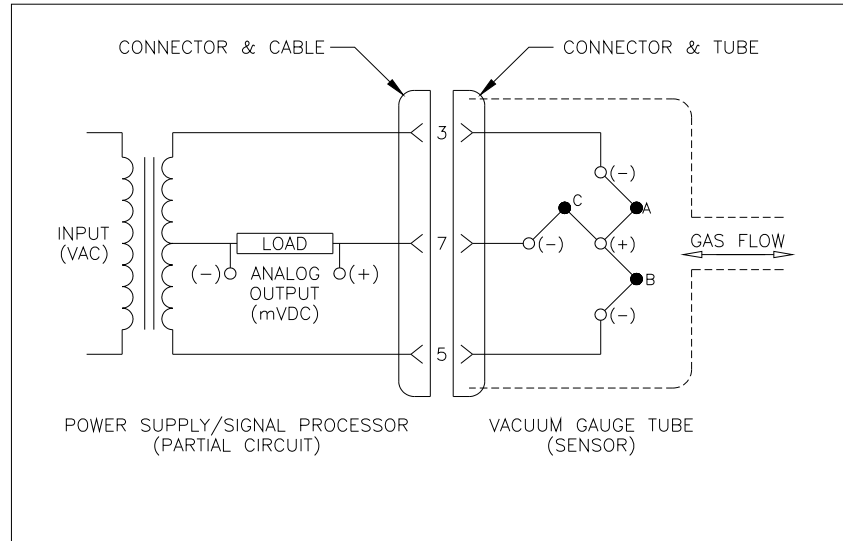 CONNECTOR & CABLE
CONNECTOR & TUBE
3
(-)
INPUT
(VAC)
LOAD
7
C
A
(-)
(+)
GAS FLOW
(-)
ANALOG
OUTPUT
(mVDC)
(+)
B
(-)
5
POWER SUPPLY/SIGNAL PROCESSOR
(PARTIAL CIRCUIT)
VACUUM GAUGE TUBE
(SENSOR)